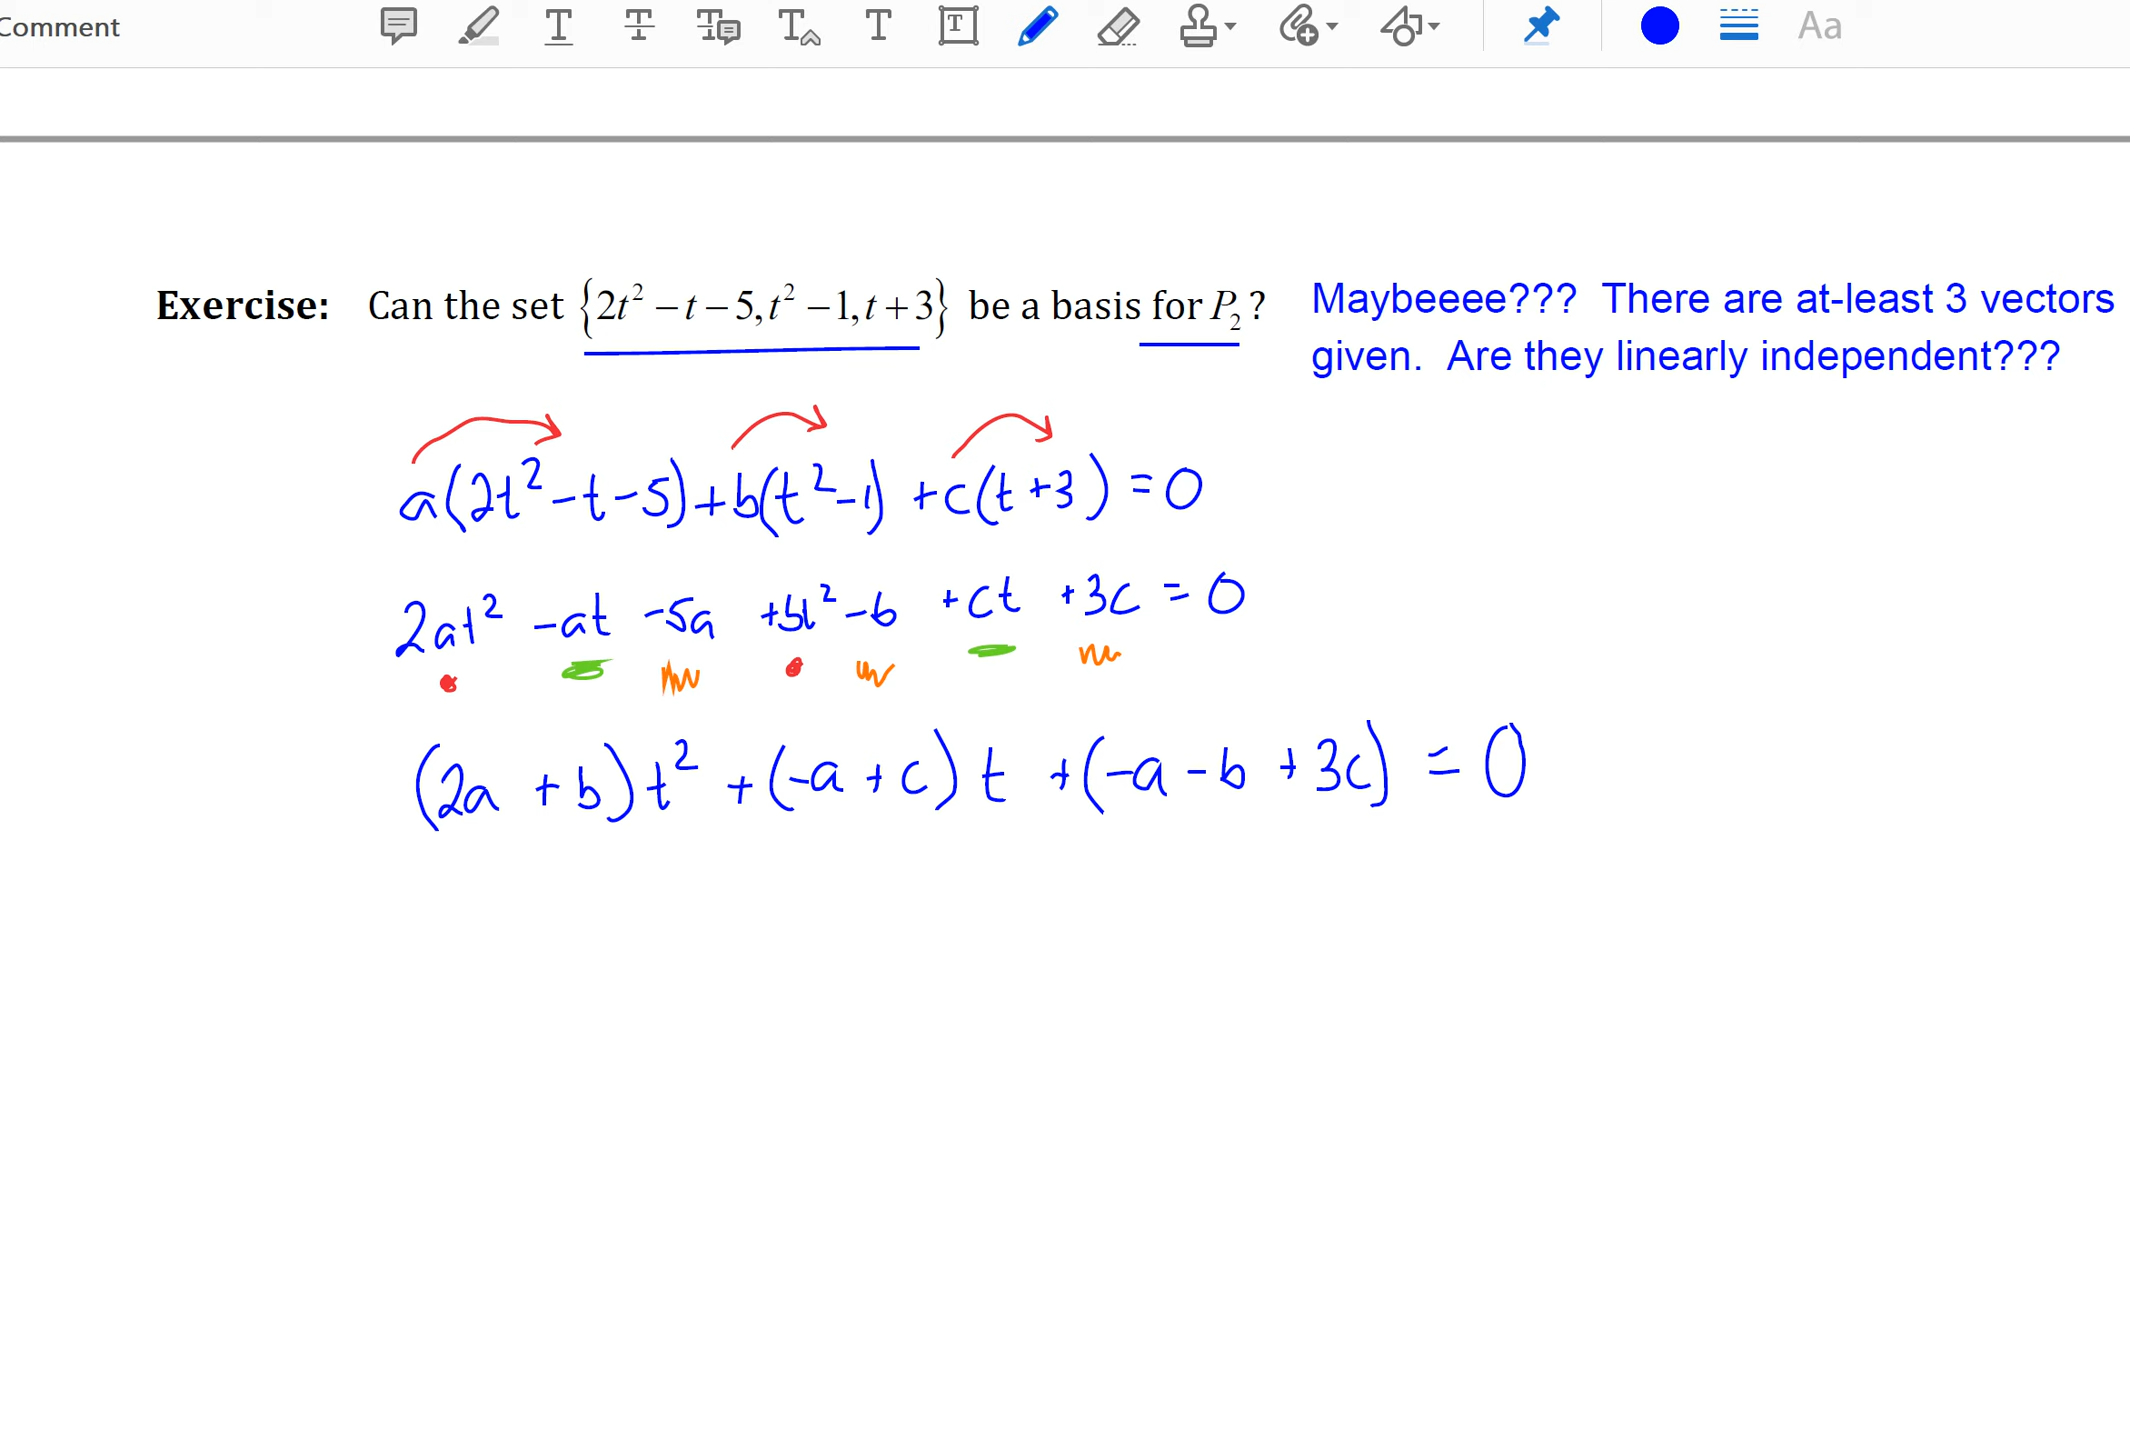 Comment
Aa
Exercise: Can the set {2t² − t − 5, t² − 1, t + 3} be a basis for P₂?
Maybeeee??? There are at-least 3 vectors
given. Are they linearly independent???
a(2t² − t − 5) + b(t² − 1) + c(t + 3) = 0
2at² − at − 5a + bt² − b + ct + 3c = 0
(2a + b)t² + (−a + c)t + (−a − b + 3c) = 0